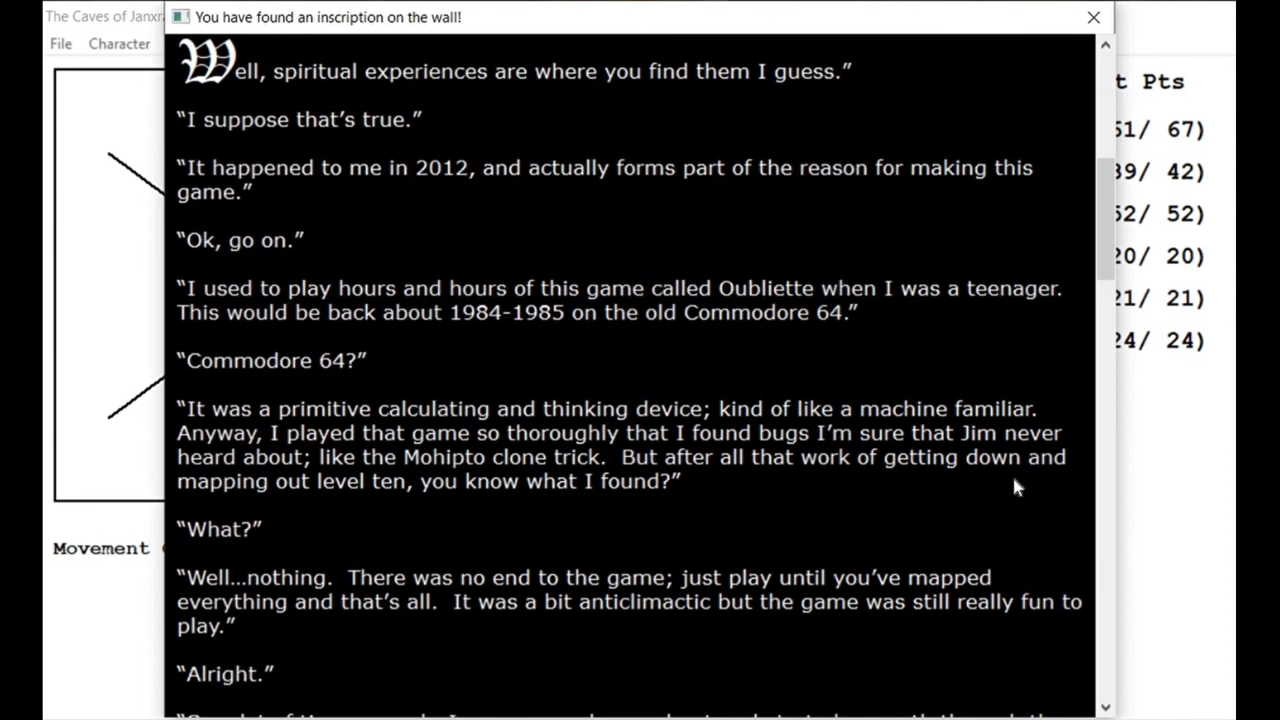 The Caves of Janxr
You have found an inscription on the wall!
File Character
Well, spiritual experiences are where you find them I guess.”
“I suppose that’s true.”
“It happened to me in 2012, and actually forms part of the reason for making this
game.”
“Ok, go on.”
“I used to play hours and hours of this game called Oubliette when I was a teenager.
This would be back about 1984-1985 on the old Commodore 64.”
“Commodore 64?”
“It was a primitive calculating and thinking device; kind of like a machine familiar.
Anyway, I played that game so thoroughly that I found bugs I’m sure that Jim never
heard about; like the Mohipto clone trick.  But after all that work of getting down and
mapping out level ten, you know what I found?”
“What?”
“Well…nothing.  There was no end to the game; just play until you’ve mapped
everything and that’s all.  It was a bit anticlimactic but the game was still really fun to
play.”
“Alright.”
t Pts
61/ 67)
39/ 42)
52/ 52)
20/ 20)
21/ 21)
24/ 24)
Movement